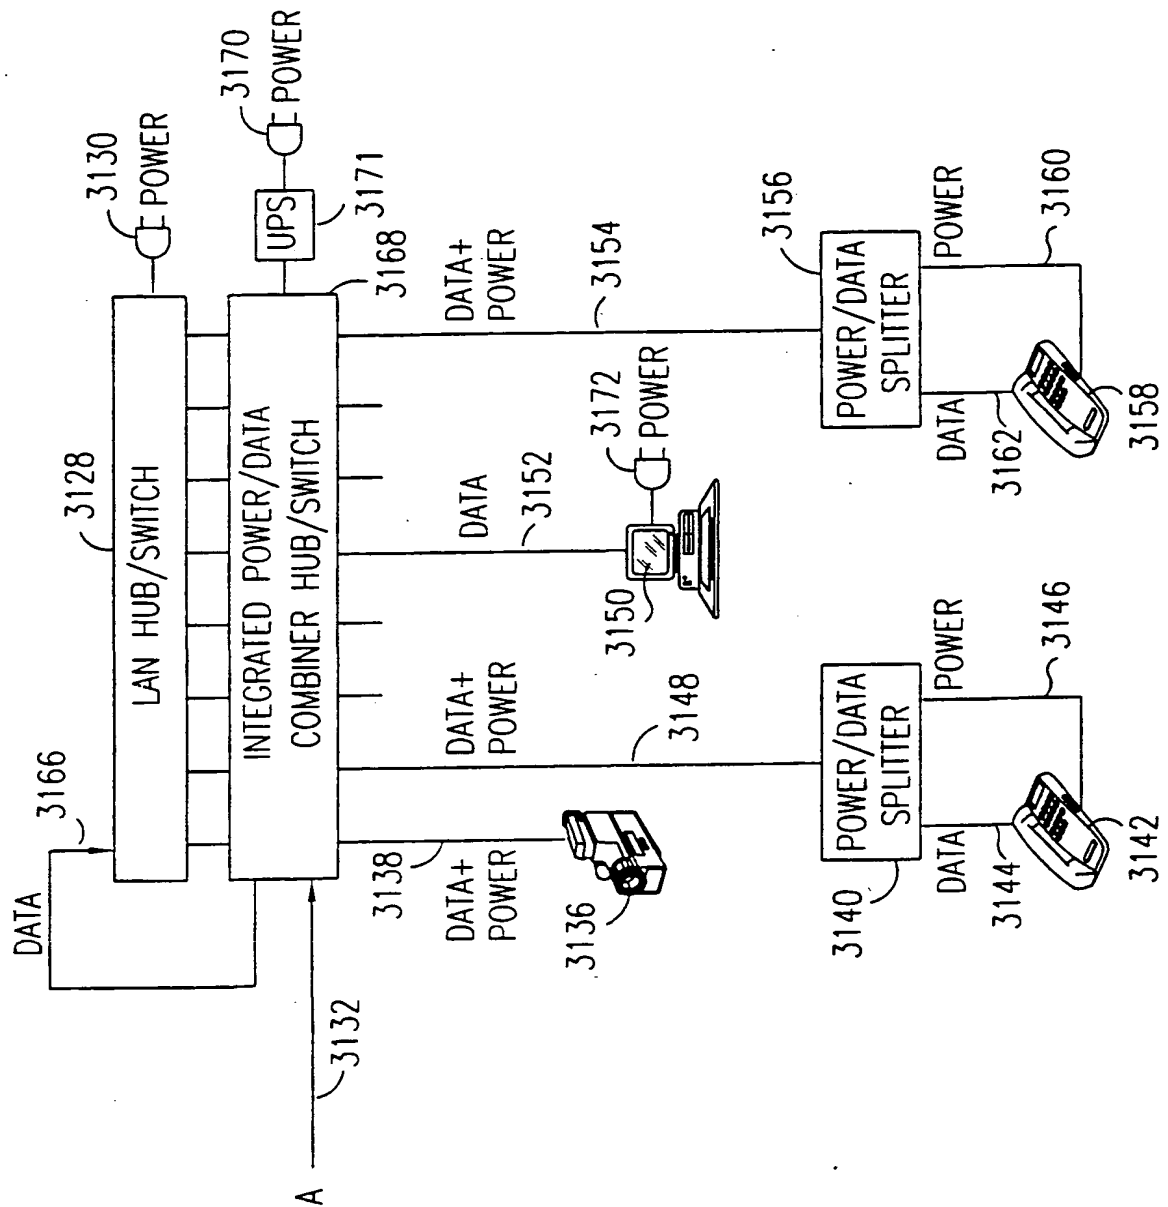 3130
POWER
3170
POWER
UPS
3171
3128
LAN HUB/SWITCH
3168
INTEGRATED POWER/DATA
COMBINER HUB/SWITCH
3166
DATA
A
3132
DATA+
POWER
3138
3136
DATA+
POWER
3148
DATA
3152
3150
3172
POWER
DATA+
POWER
3154
POWER/DATA
SPLITTER
3140
DATA
3144
POWER
3146
3142
POWER/DATA
SPLITTER
3156
DATA
3162
POWER
3160
3158